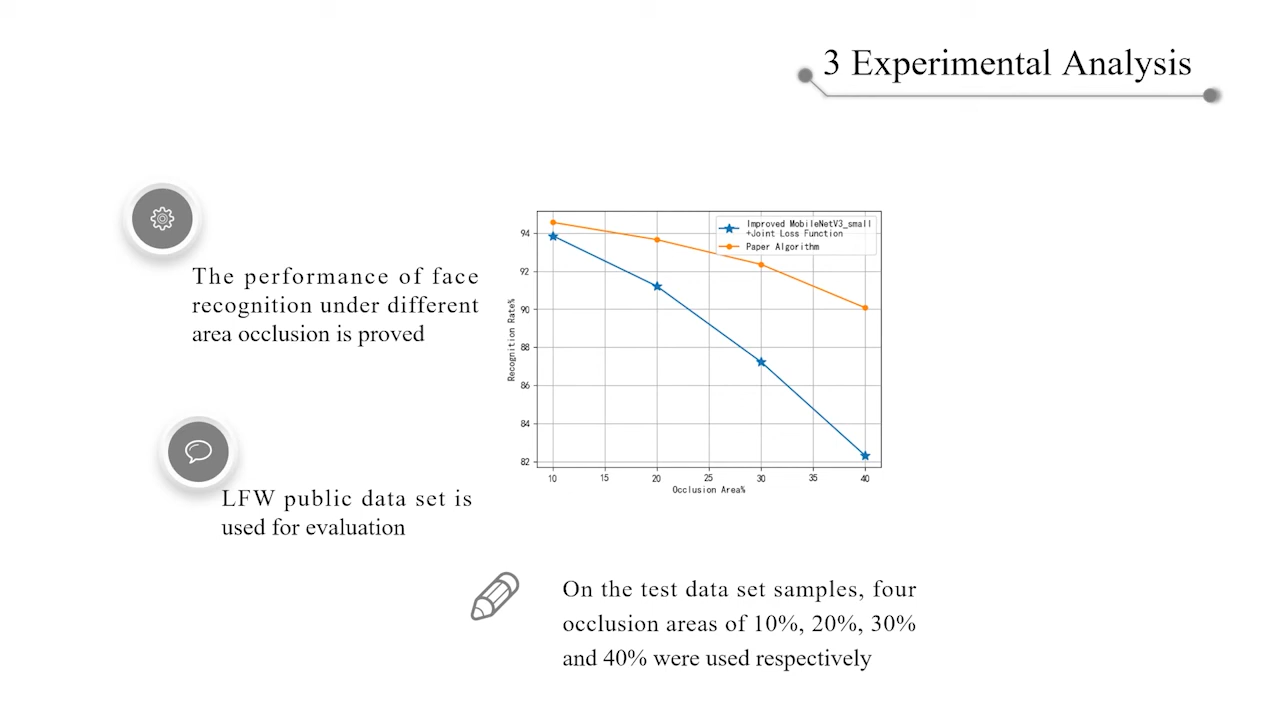 3 Experimental Analysis
The performance of face
recognition under different
area occlusion is proved
LFW public data set is
used for evaluation
Improved MobileNetV3_small
+Joint Loss Function
Paper Algorithm
Recognition Rate%
94
92
90
88
86
84
82
10 15 20 25 30 35 40
Occlusion Area%
On the test data set samples, four
occlusion areas of 10%, 20%, 30%
and 40% were used respectively